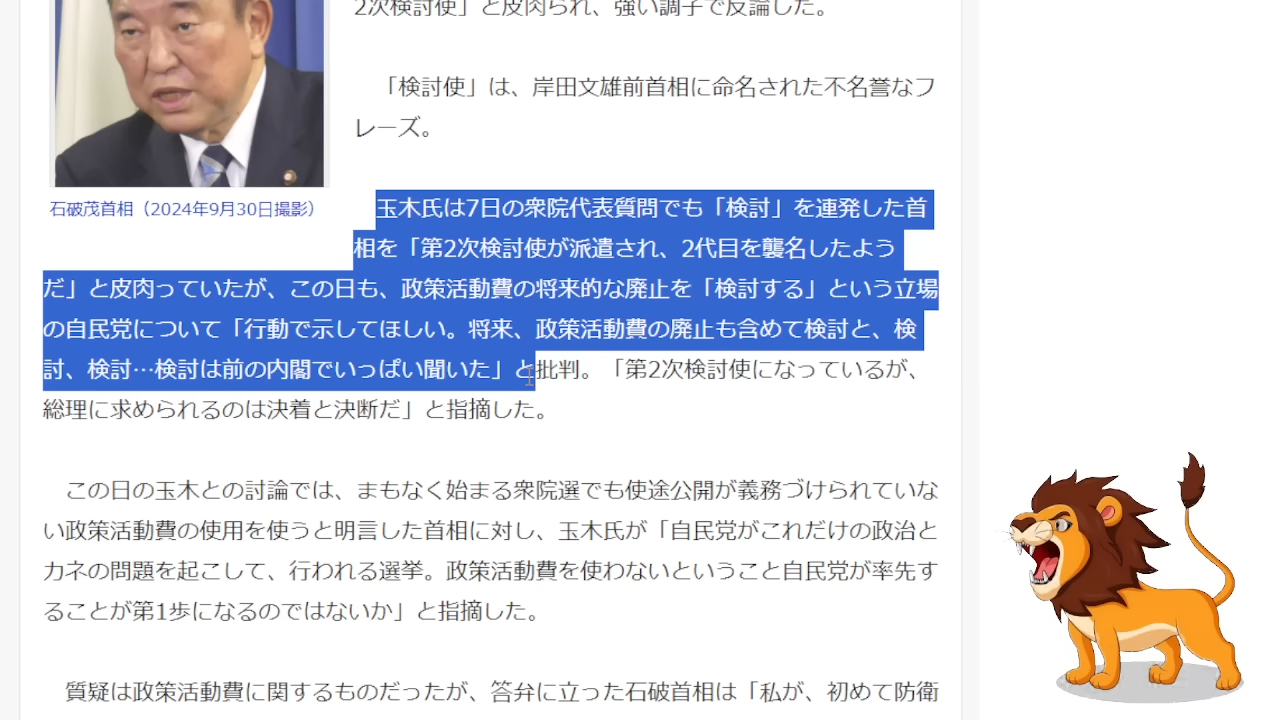 2次検討使」と皮肉られ、強い調子で反論した。
「検討使」は、岸田文雄前首相に命名された不名誉なフ
レーズ。
石破茂首相（2024年9月30日撮影）
玉木氏は7日の衆院代表質問でも「検討」を連発した首
相を「第2次検討使が派遣され、2代目を襲名したよう
だ」と皮肉っていたが、この日も、政策活動費の将来的な廃止を「検討する」という立場
の自民党について「行動で示してほしい。将来、政策活動費の廃止も含めて検討と、検
討、検討…検討は前の内閣でいっぱい聞いた」と批判。「第2次検討使になっているが、
総理に求められるのは決着と決断だ」と指摘した。
この日の玉木との討論では、まもなく始まる衆院選でも使途公開が義務づけられていな
い政策活動費の使用を使うと明言した首相に対し、玉木氏が「自民党がこれだけの政治と
カネの問題を起こして、行われる選挙。政策活動費を使わないということ自民党が率先す
ることが第1歩になるのではないか」と指摘した。
質疑は政策活動費に関するものだったが、答弁に立った石破首相は「私が、初めて防衛